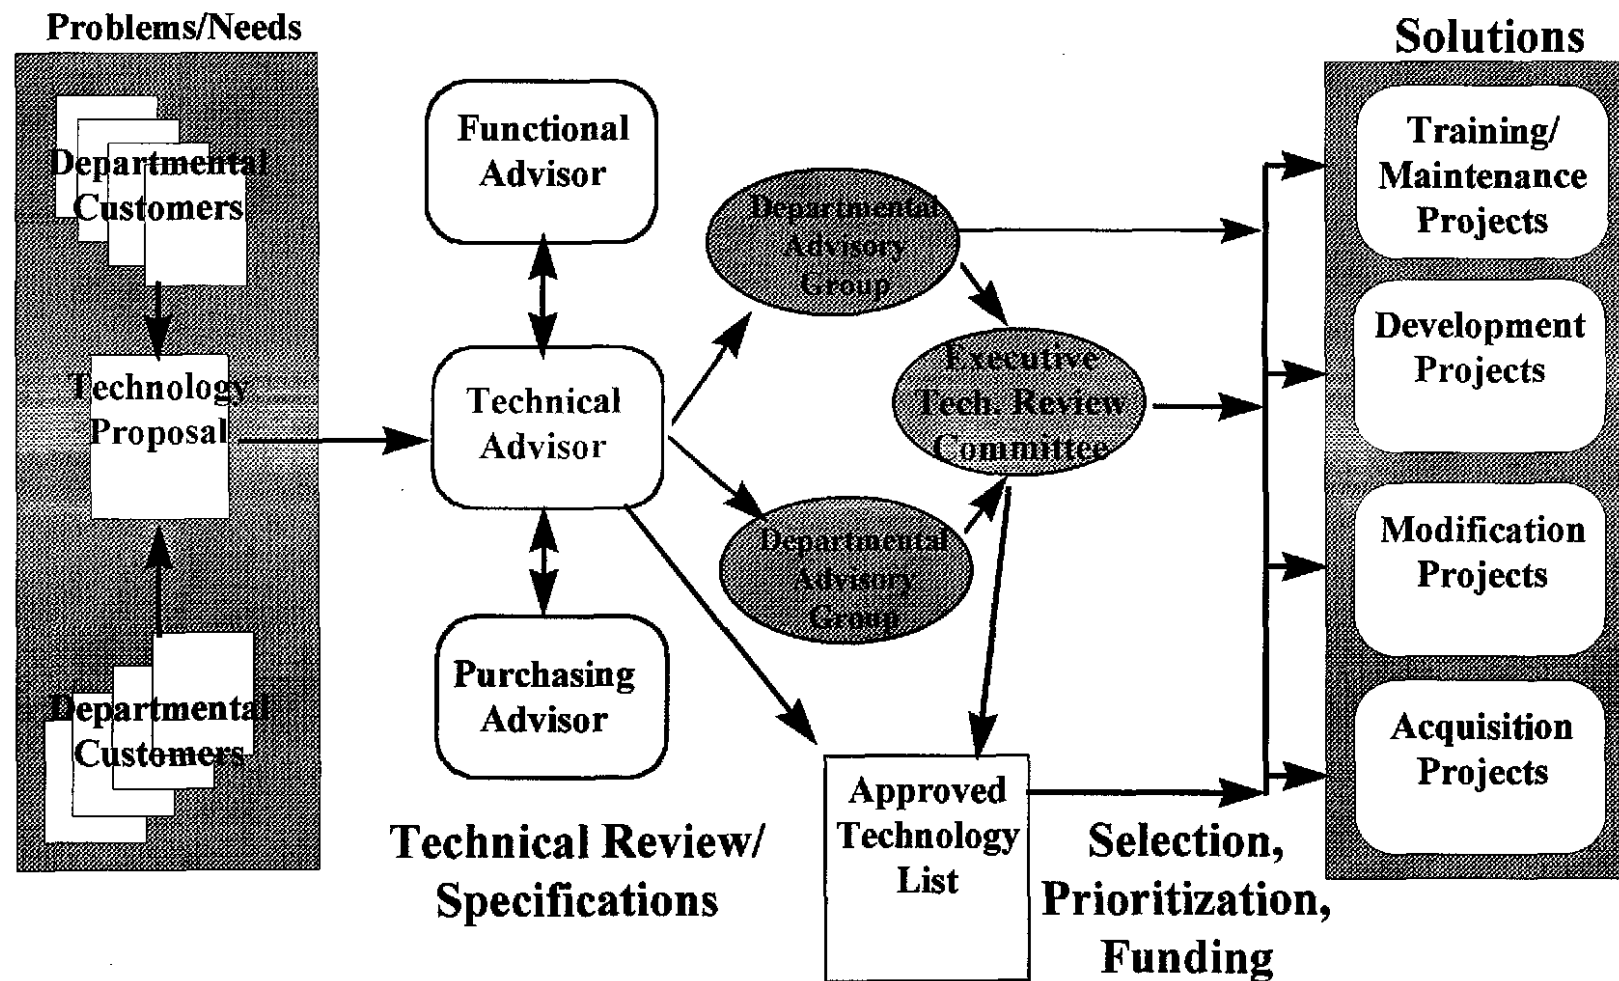 Problems/Needs
Departmental
Customers
Technology
Proposal
Departmental
Customers
Functional
Advisor
Technical
Advisor
Purchasing
Advisor
Technical Review/
Specifications
Departmental
Advisory
Group
Executive
Tech. Review
Committee
Departmental
Advisory
Group
Approved
Technology
List
Selection,
Prioritization,
Funding
Solutions
Training/
Maintenance
Projects
Development
Projects
Modification
Projects
Acquisition
Projects